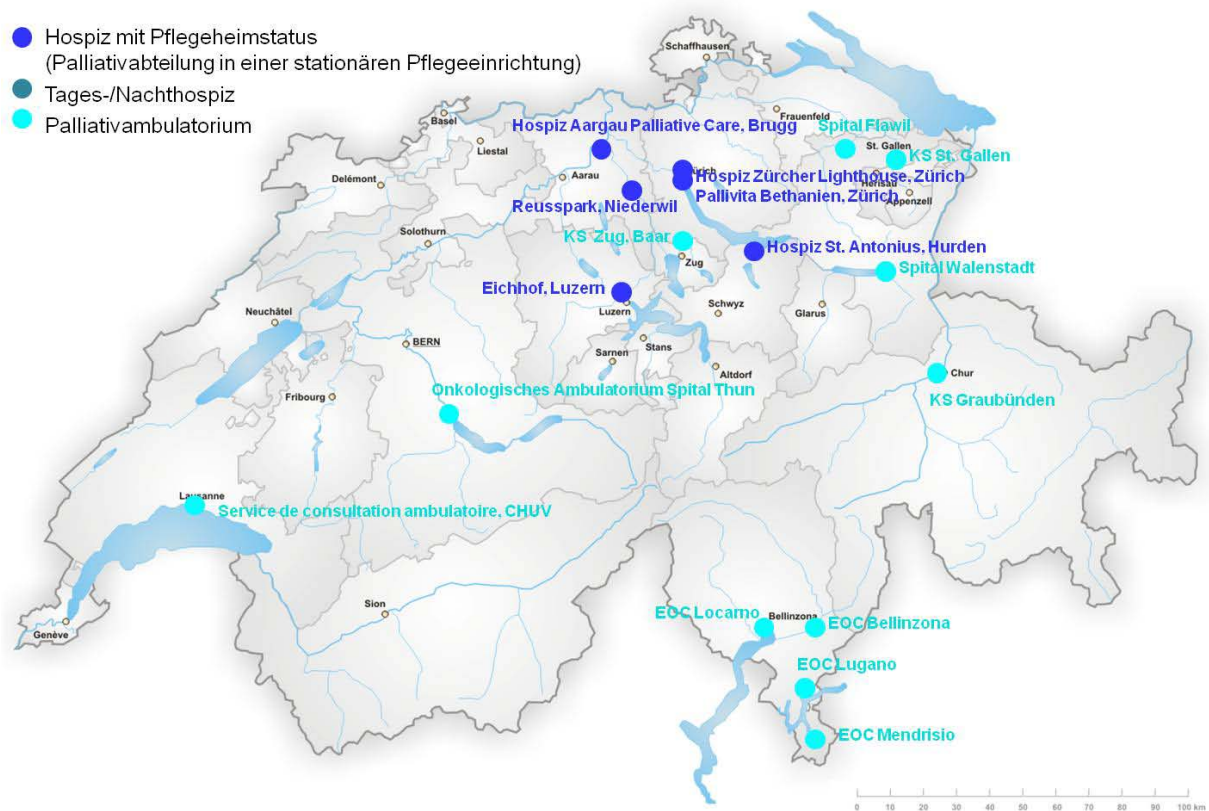 Hospiz mit Pflegeheimstatus
(Palliativabteilung in einer stationären Pflegeeinrichtung)
Tages-/Nachthospiz
Palliativambulatorium
Schaffhausen
Basel
Liestal
Frauenfeld
Hospiz Aargau Palliative Care, Brugg
Spital Flawil
St. Gallen
KS St. Gallen
Delémont
Aarau
Zürich
Hospiz Zürcher Lighthouse, Zürich
Herisau
Pallivita Bethanien, Zürich
Appenzell
Reusspark, Niederwil
Solothurn
KS Zug, Baar
Hospiz St. Antonius, Hurden
Zug
Spital Walenstadt
Eichhof, Luzern
Neuchâtel
Luzern
Schwyz
Glarus
BERN
Stans
Sarnen
Altdorf
Chur
Onkologisches Ambulatorium Spital Thun
Fribourg
KS Graubünden
Lausanne
Service de consultation ambulatoire, CHUV
Sion
EOC Locarno
Bellinzona
EOC Bellinzona
Genève
EOC Lugano
EOC Mendrisio
0 10 20 30 40 50 60 70 80 90 100 km